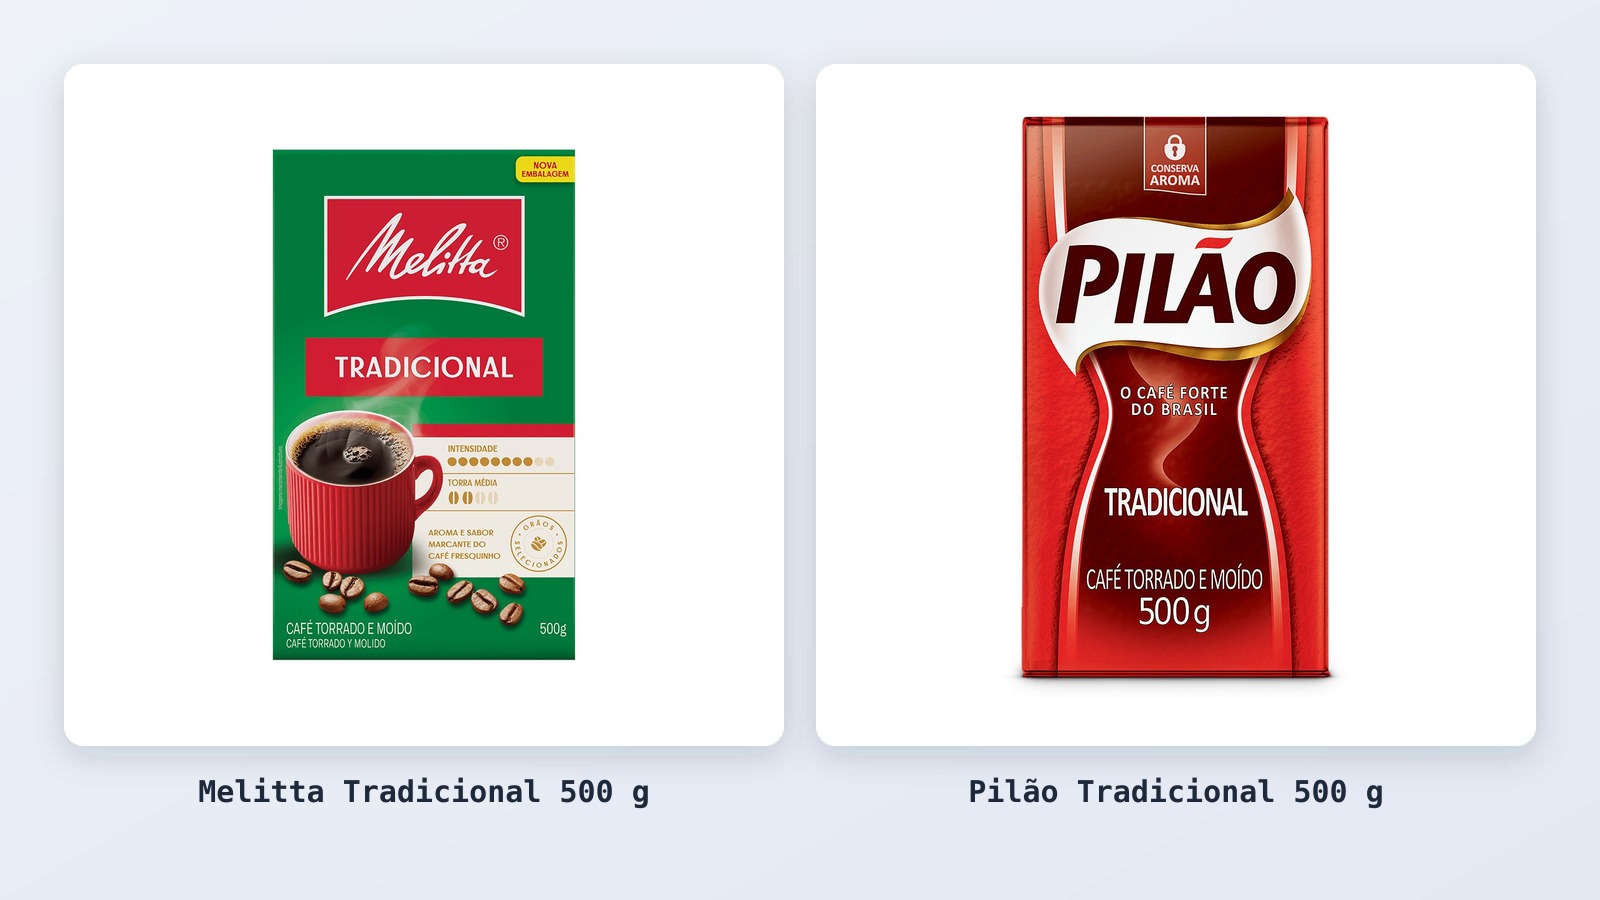 NOVA
EMBALAGEM
Melitta®
TRADICIONAL
INTENSIDADE
TORRA MÉDIA
AROMA E SABOR
MARCANTE DO
CAFÉ FRESQUINHO
GRÃOS
SELECIONADOS
CAFÉ TORRADO E MOÍDO
CAFÉ TORRADO Y MOLIDO
500g
CONSERVA
AROMA
PILÃO
O CAFÉ FORTE
DO BRASIL
TRADICIONAL
CAFÉ TORRADO E MOÍDO
500 g
Melitta Tradicional 500 g
Pilão Tradicional 500 g